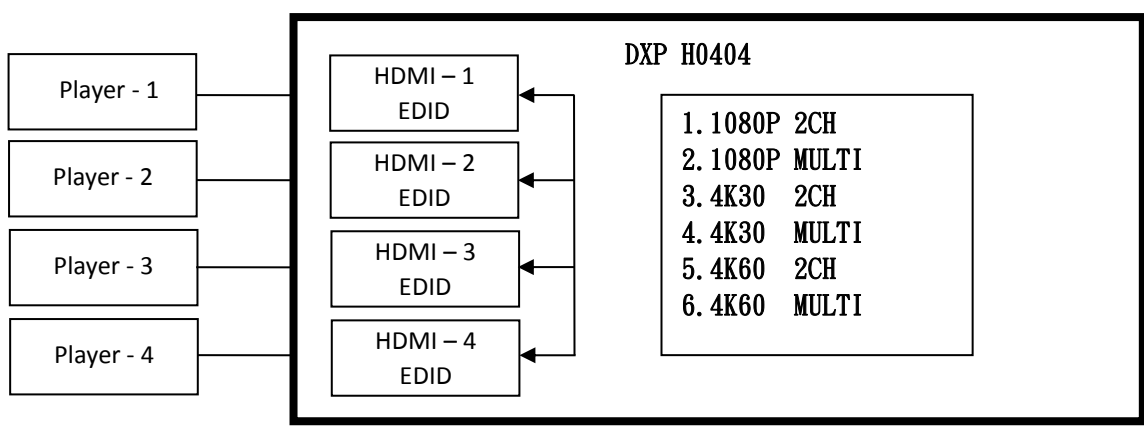 DXP H0404
Player - 1
HDMI – 1
EDID
Player - 2
HDMI – 2
EDID
Player - 3
HDMI – 3
EDID
Player - 4
HDMI – 4
EDID
1.1080P 2CH
2.1080P MULTI
3.4K30 2CH
4.4K30 MULTI
5.4K60 2CH
6.4K60 MULTI